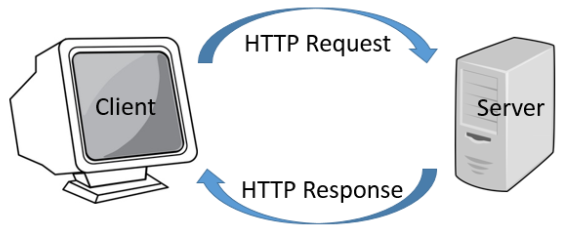 HTTP Request
Client
Server
HTTP Response